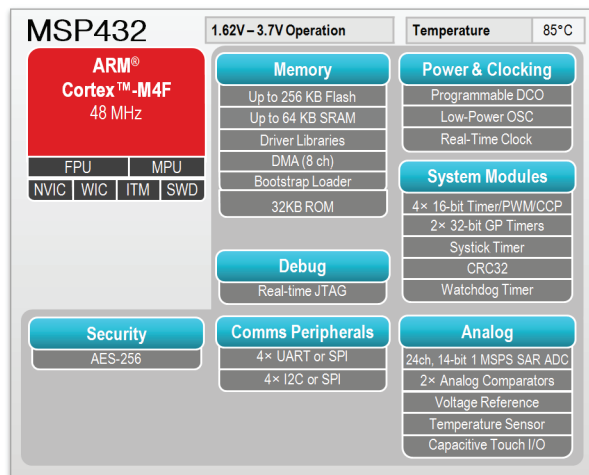 MSP432
1.62V – 3.7V Operation
Temperature
85°C
ARM®
Cortex™-M4F
48 MHz
FPU
MPU
NVIC
WIC
ITM
SWD
Memory
Up to 256 KB Flash
Up to 64 KB SRAM
Driver Libraries
DMA (8 ch)
Bootstrap Loader
32KB ROM
Power & Clocking
Programmable DCO
Low-Power OSC
Real-Time Clock
System Modules
4× 16-bit Timer/PWM/CCP
2× 32-bit GP Timers
Systick Timer
CRC32
Watchdog Timer
Debug
Real-time JTAG
Security
AES-256
Comms Peripherals
4× UART or SPI
4× I2C or SPI
Analog
24ch, 14-bit 1 MSPS SAR ADC
2× Analog Comparators
Voltage Reference
Temperature Sensor
Capacitive Touch I/O